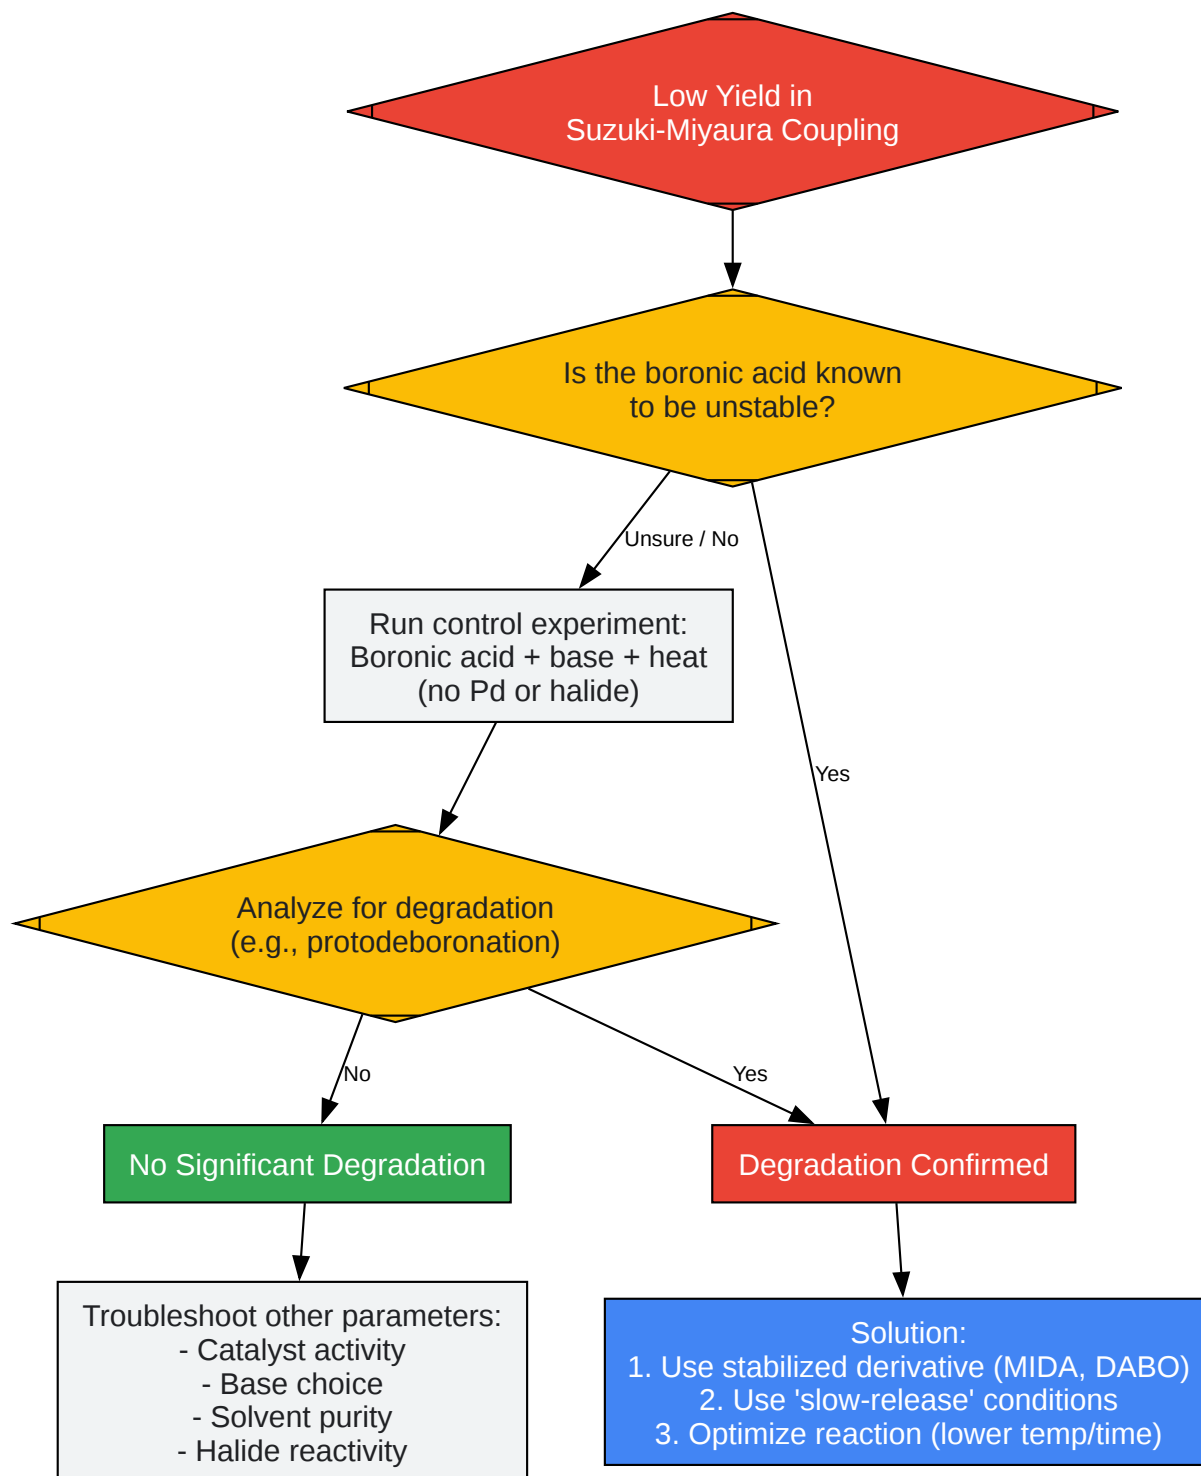 Low Yield in
Suzuki-Miyaura Coupling
Is the boronic acid known
to be unstable?
Unsure / No
Run control experiment:
Boronic acid + base + heat
(no Pd or halide)
Yes
Analyze for degradation
(e.g., protodeboronation)
No
Yes
No Significant Degradation
Degradation Confirmed
Troubleshoot other parameters:
- Catalyst activity
- Base choice
- Solvent purity
- Halide reactivity
Solution:
1. Use stabilized derivative (MIDA, DABO)
2. Use 'slow-release' conditions
3. Optimize reaction (lower temp/time)